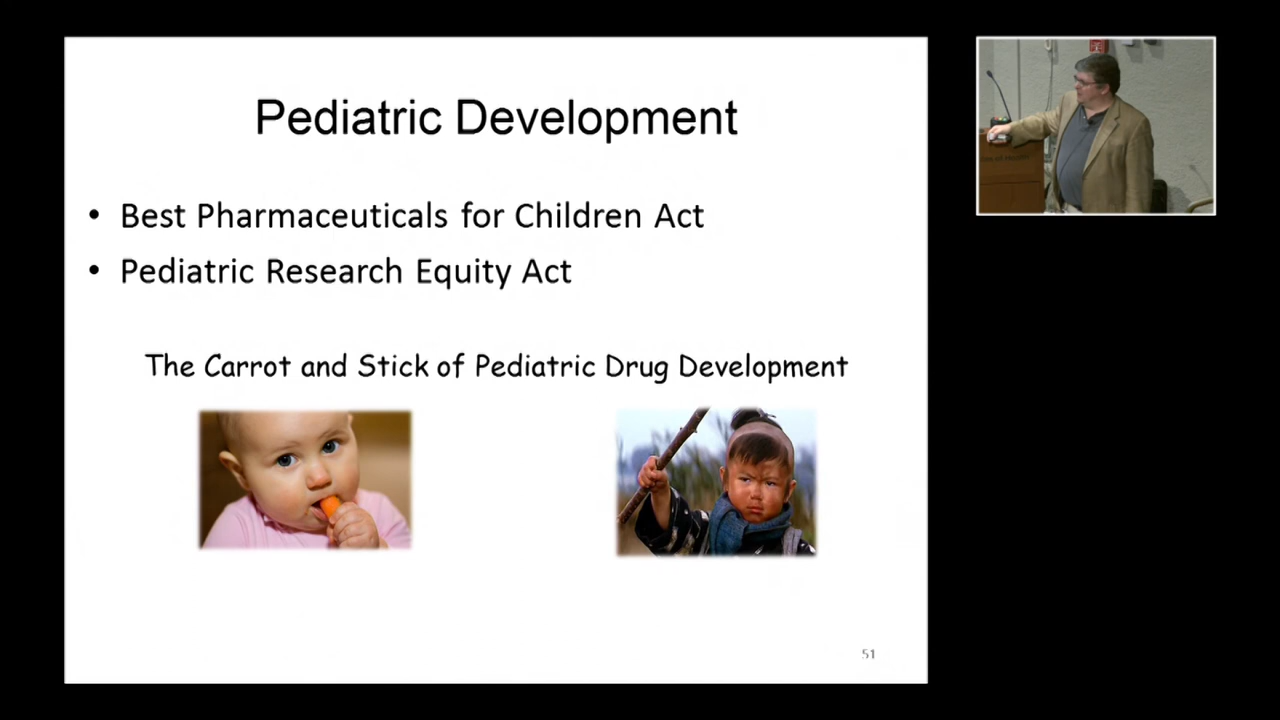 Pediatric Development
• Best Pharmaceuticals for Children Act
• Pediatric Research Equity Act
The Carrot and Stick of Pediatric Drug Development
51